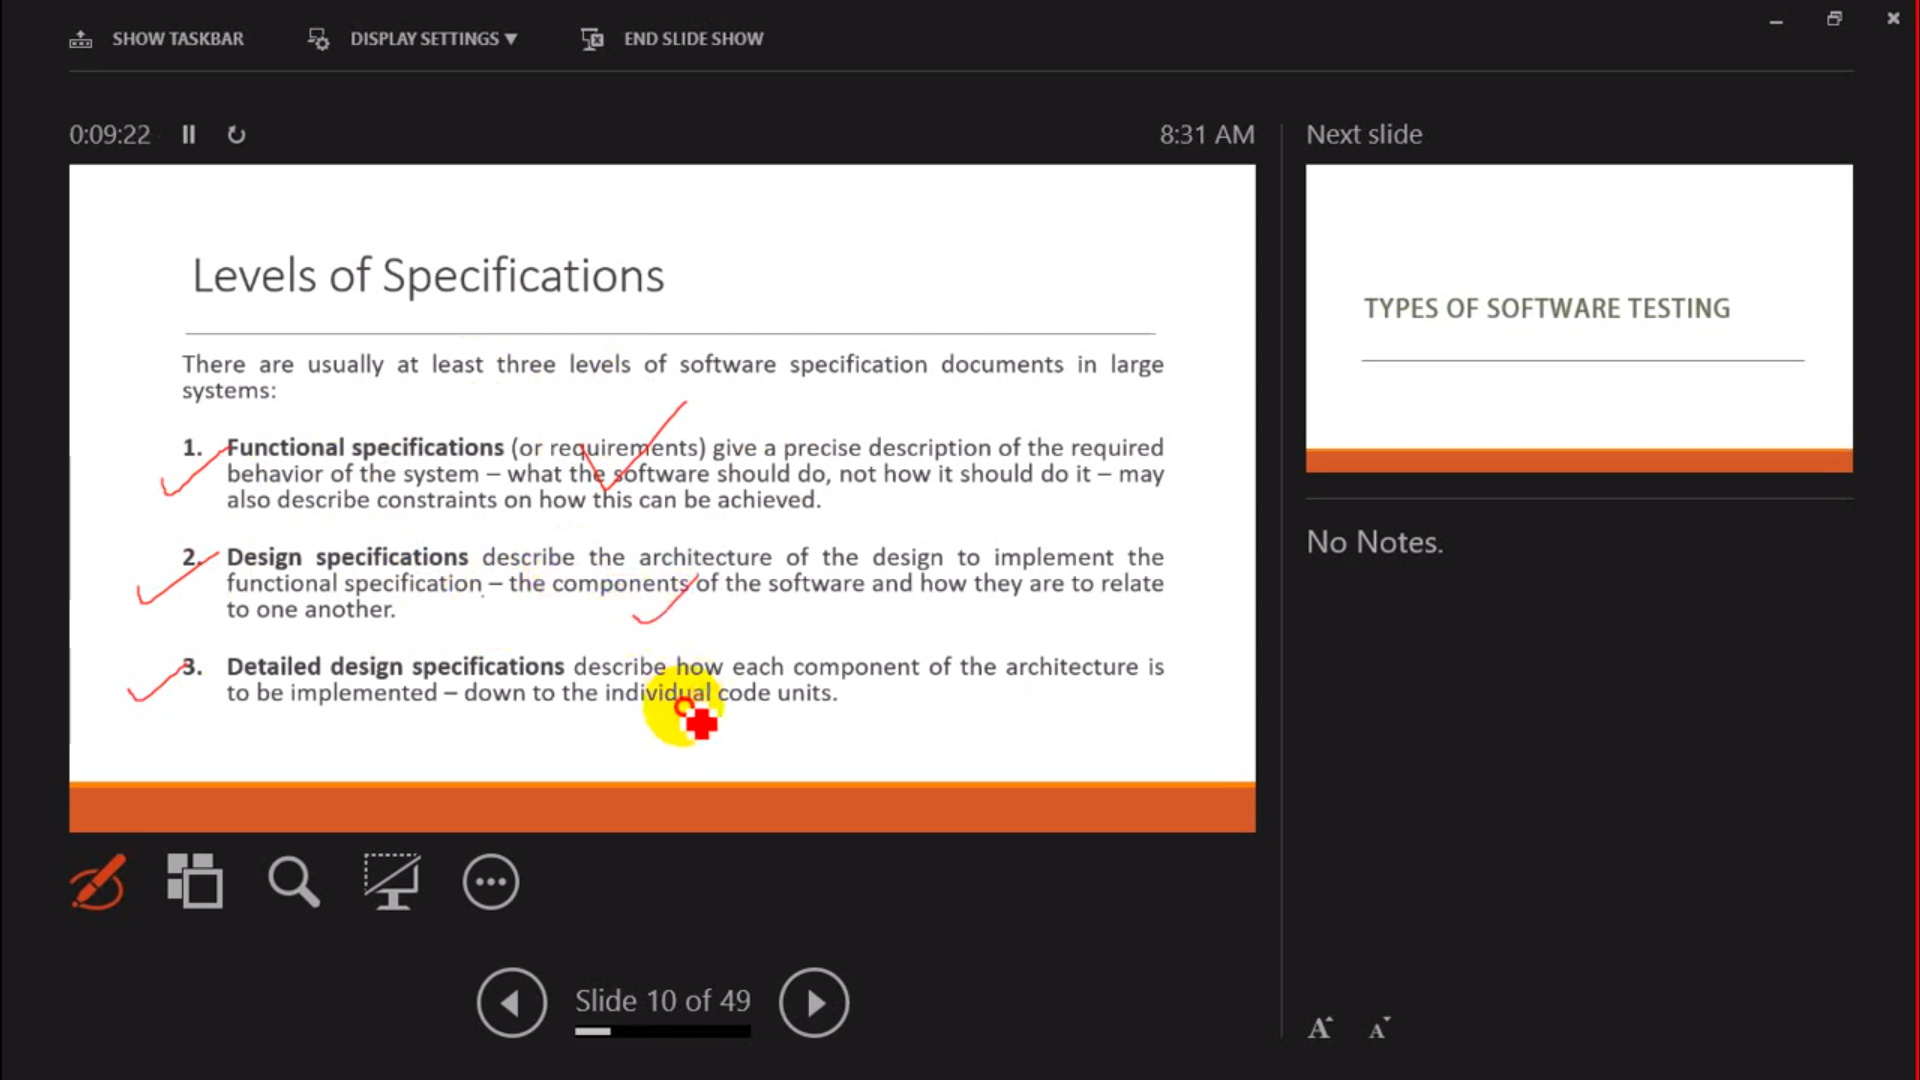 SHOW TASKBAR
DISPLAY SETTINGS ▼
END SLIDE SHOW
0:09:22
8:31 AM
Levels of Specifications
There are usually at least three levels of software specification documents in large
systems:
1. Functional specifications (or requirements) give a precise description of the required
behavior of the system – what the software should do, not how it should do it – may
also describe constraints on how this can be achieved.
2. Design specifications describe the architecture of the design to implement the
functional specification – the components of the software and how they are to relate
to one another.
3. Detailed design specifications describe how each component of the architecture is
to be implemented – down to the individual code units.
Slide 10 of 49
Next slide
TYPES OF SOFTWARE TESTING
No Notes.
A A